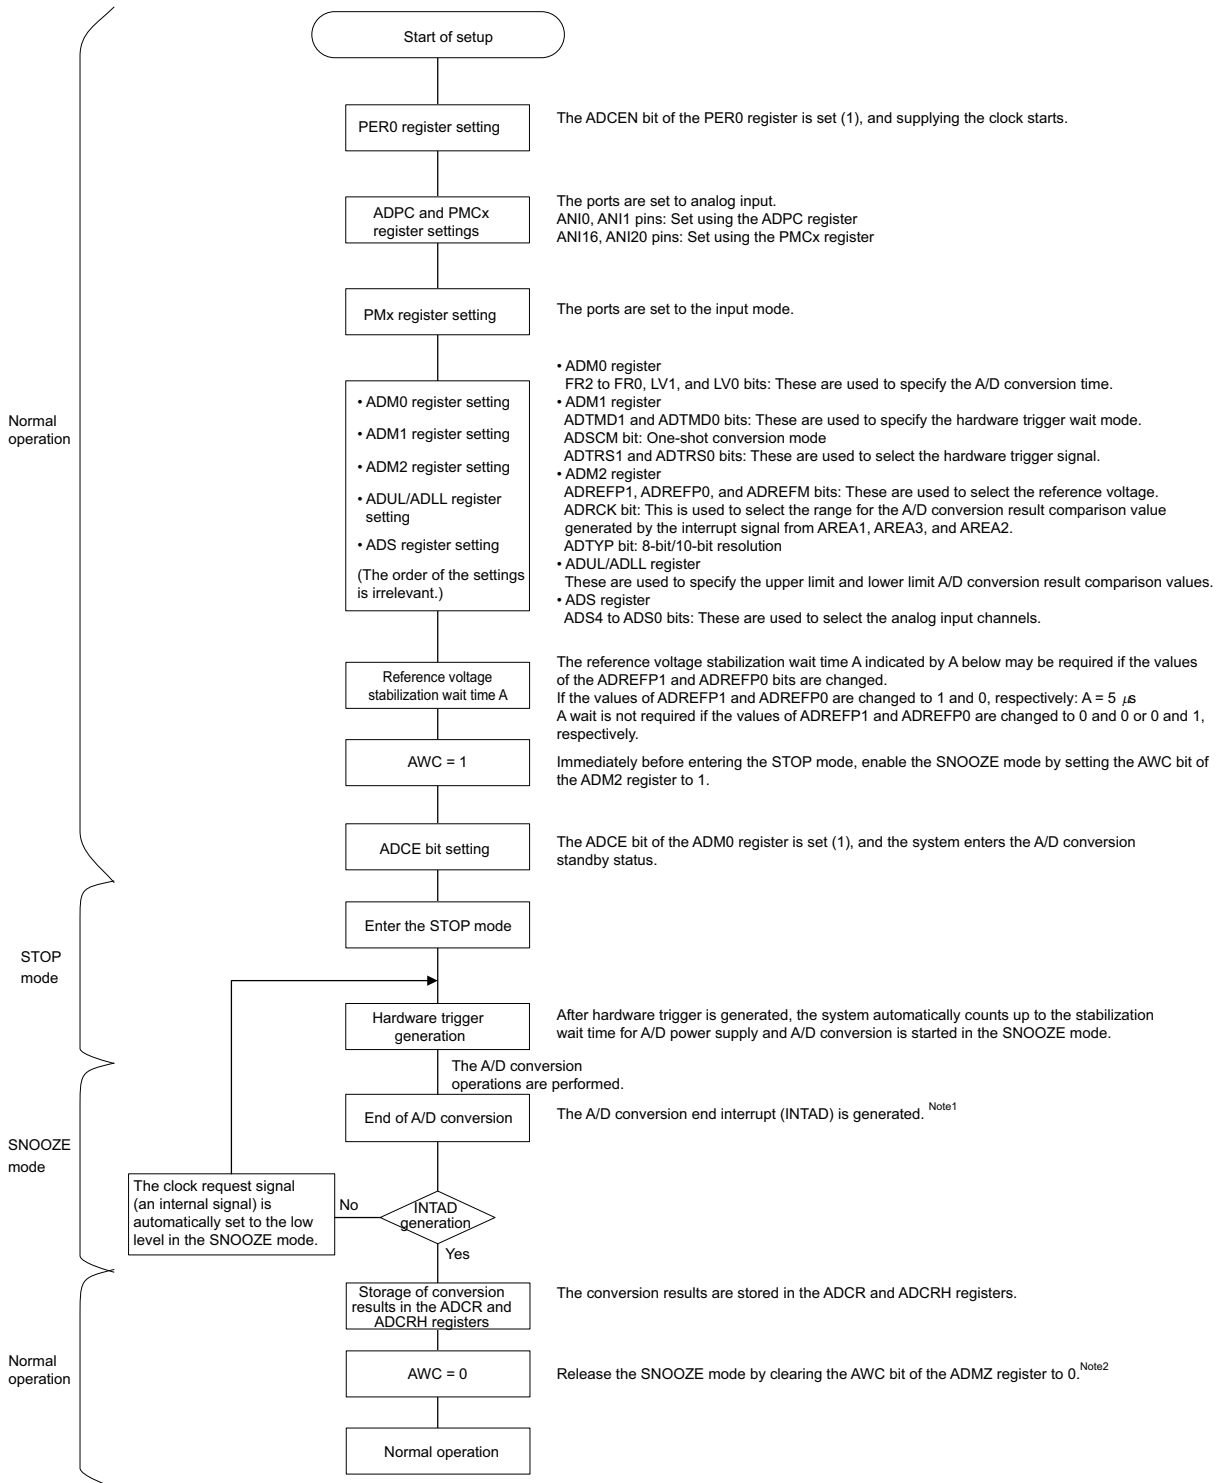 Start of setup
PER0 register setting
The ADCEN bit of the PER0 register is set (1), and supplying the clock starts.
ADPC and PMCx
register settings
The ports are set to analog input.
ANI0, ANI1 pins: Set using the ADPC register
ANI16, ANI20 pins: Set using the PMCx register
PMx register setting
The ports are set to the input mode.
Normal
operation
• ADM0 register setting
• ADM1 register setting
• ADM2 register setting
• ADUL/ADLL register
setting
• ADS register setting
(The order of the settings
is irrelevant.)
• ADM0 register
FR2 to FR0, LV1, and LV0 bits: These are used to specify the A/D conversion time.
• ADM1 register
ADTMD1 and ADTMD0 bits: These are used to specify the hardware trigger wait mode.
ADSCM bit: One-shot conversion mode
ADTRS1 and ADTRS0 bits: These are used to select the hardware trigger signal.
• ADM2 register
ADREFP1, ADREFP0, and ADREFM bits: These are used to select the reference voltage.
ADRCK bit: This is used to select the range for the A/D conversion result comparison value
generated by the interrupt signal from AREA1, AREA3, and AREA2.
ADTYP bit: 8-bit/10-bit resolution
• ADUL/ADLL register
These are used to specify the upper limit and lower limit A/D conversion result comparison values.
• ADS register
ADS4 to ADS0 bits: These are used to select the analog input channels.
Reference voltage
stabilization wait time A
The reference voltage stabilization wait time A indicated by A below may be required if the values
of the ADREFP1 and ADREFP0 bits are changed.
If the values of ADREFP1 and ADREFP0 are changed to 1 and 0, respectively: A = 5 μs
A wait is not required if the values of ADREFP1 and ADREFP0 are changed to 0 and 0 or 0 and 1,
respectively.
AWC = 1
Immediately before entering the STOP mode, enable the SNOOZE mode by setting the AWC bit of
the ADM2 register to 1.
ADCE bit setting
The ADCE bit of the ADM0 register is set (1), and the system enters the A/D conversion
standby status.
Enter the STOP mode
STOP
mode
Hardware trigger
generation
After hardware trigger is generated, the system automatically counts up to the stabilization
wait time for A/D power supply and A/D conversion is started in the SNOOZE mode.
The A/D conversion
operations are performed.
End of A/D conversion
The A/D conversion end interrupt (INTAD) is generated. Note1
SNOOZE
mode
The clock request signal
(an internal signal) is
automatically set to the low
level in the SNOOZE mode.
No
INTAD
generation
Yes
Storage of conversion
results in the ADCR and
ADCRH registers
The conversion results are stored in the ADCR and ADCRH registers.
Normal
operation
AWC = 0
Release the SNOOZE mode by clearing the AWC bit of the ADMZ register to 0. Note2
Normal operation